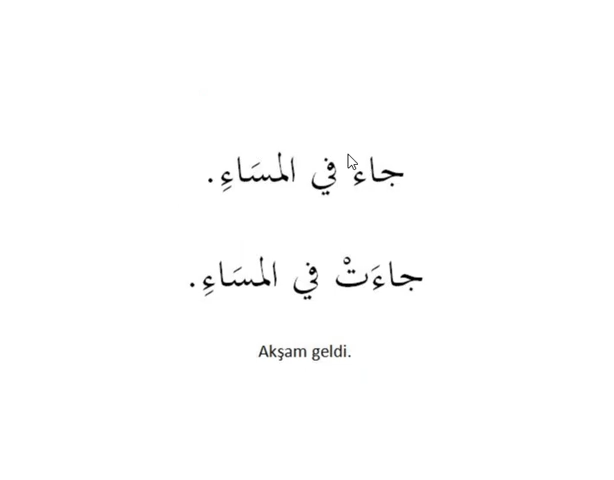 جاءَ في المسَاءِ.
جاءَتْ في المسَاءِ.
Akşam geldi.